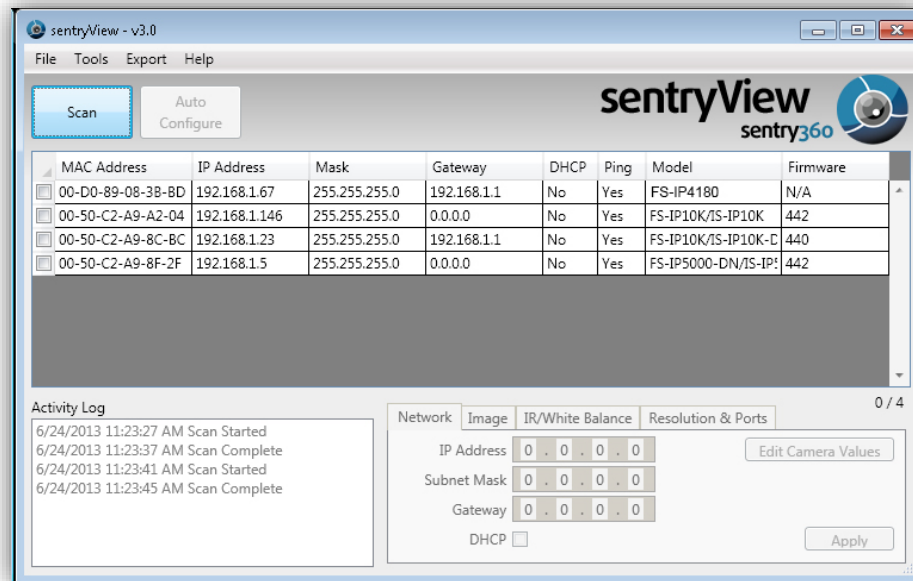 sentryView - v3.0
File Tools Export Help
Scan
Auto
Configure
sentryView
sentry360
MAC Address IP Address Mask Gateway DHCP Ping Model Firmware
00-D0-89-08-3B-BD 192.168.1.67 255.255.255.0 192.168.1.1 No Yes FS-IP4180 N/A
00-50-C2-A9-A2-04 192.168.1.146 255.255.255.0 0.0.0.0 No Yes FS-IP10K/IS-IP10K 442
00-50-C2-A9-8C-BC 192.168.1.23 255.255.255.0 192.168.1.1 No Yes FS-IP10K/IS-IP10K-D 440
00-50-C2-A9-8F-2F 192.168.1.5 255.255.255.0 0.0.0.0 No Yes FS-IP5000-DN/IS-IP5 442
0 / 4
Activity Log
6/24/2013 11:23:27 AM Scan Started
6/24/2013 11:23:37 AM Scan Complete
6/24/2013 11:23:41 AM Scan Started
6/24/2013 11:23:45 AM Scan Complete
Network Image IR/White Balance Resolution & Ports
IP Address 0 . 0 . 0 . 0 Edit Camera Values
Subnet Mask 0 . 0 . 0 . 0
Gateway 0 . 0 . 0 . 0
DHCP Apply